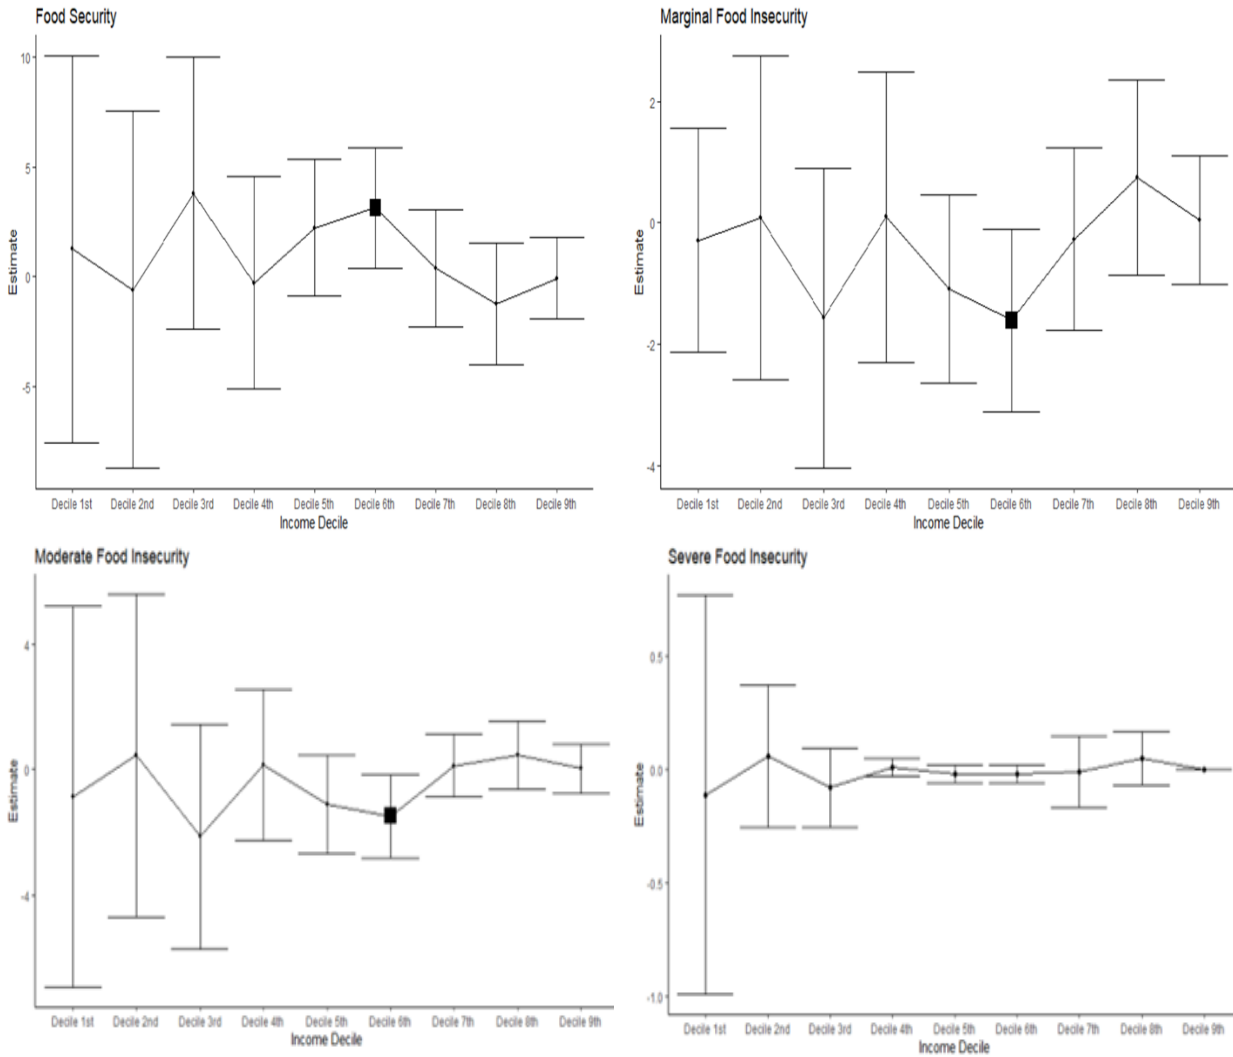 Food Security
Estimate
10
5
0
-5
Decile 1st Decile 2nd Decile 3rd Decile 4th Decile 5th Decile 6th Decile 7th Decile 8th Decile 9th
Income Decile
Marginal Food Insecurity
Estimate
2
0
-2
-4
Decile 1st Decile 2nd Decile 3rd Decile 4th Decile 5th Decile 6th Decile 7th Decile 8th Decile 9th
Income Decile
Moderate Food Insecurity
Estimate
4
0
-4
Decile 1st Decile 2nd Decile 3rd Decile 4th Decile 5th Decile 6th Decile 7th Decile 8th Decile 9th
Income Decile
Severe Food Insecurity
Estimate
0.5
0.0
-0.5
-1.0
Decile 1st Decile 2nd Decile 3rd Decile 4th Decile 5th Decile 6th Decile 7th Decile 8th Decile 9th
Income Decile